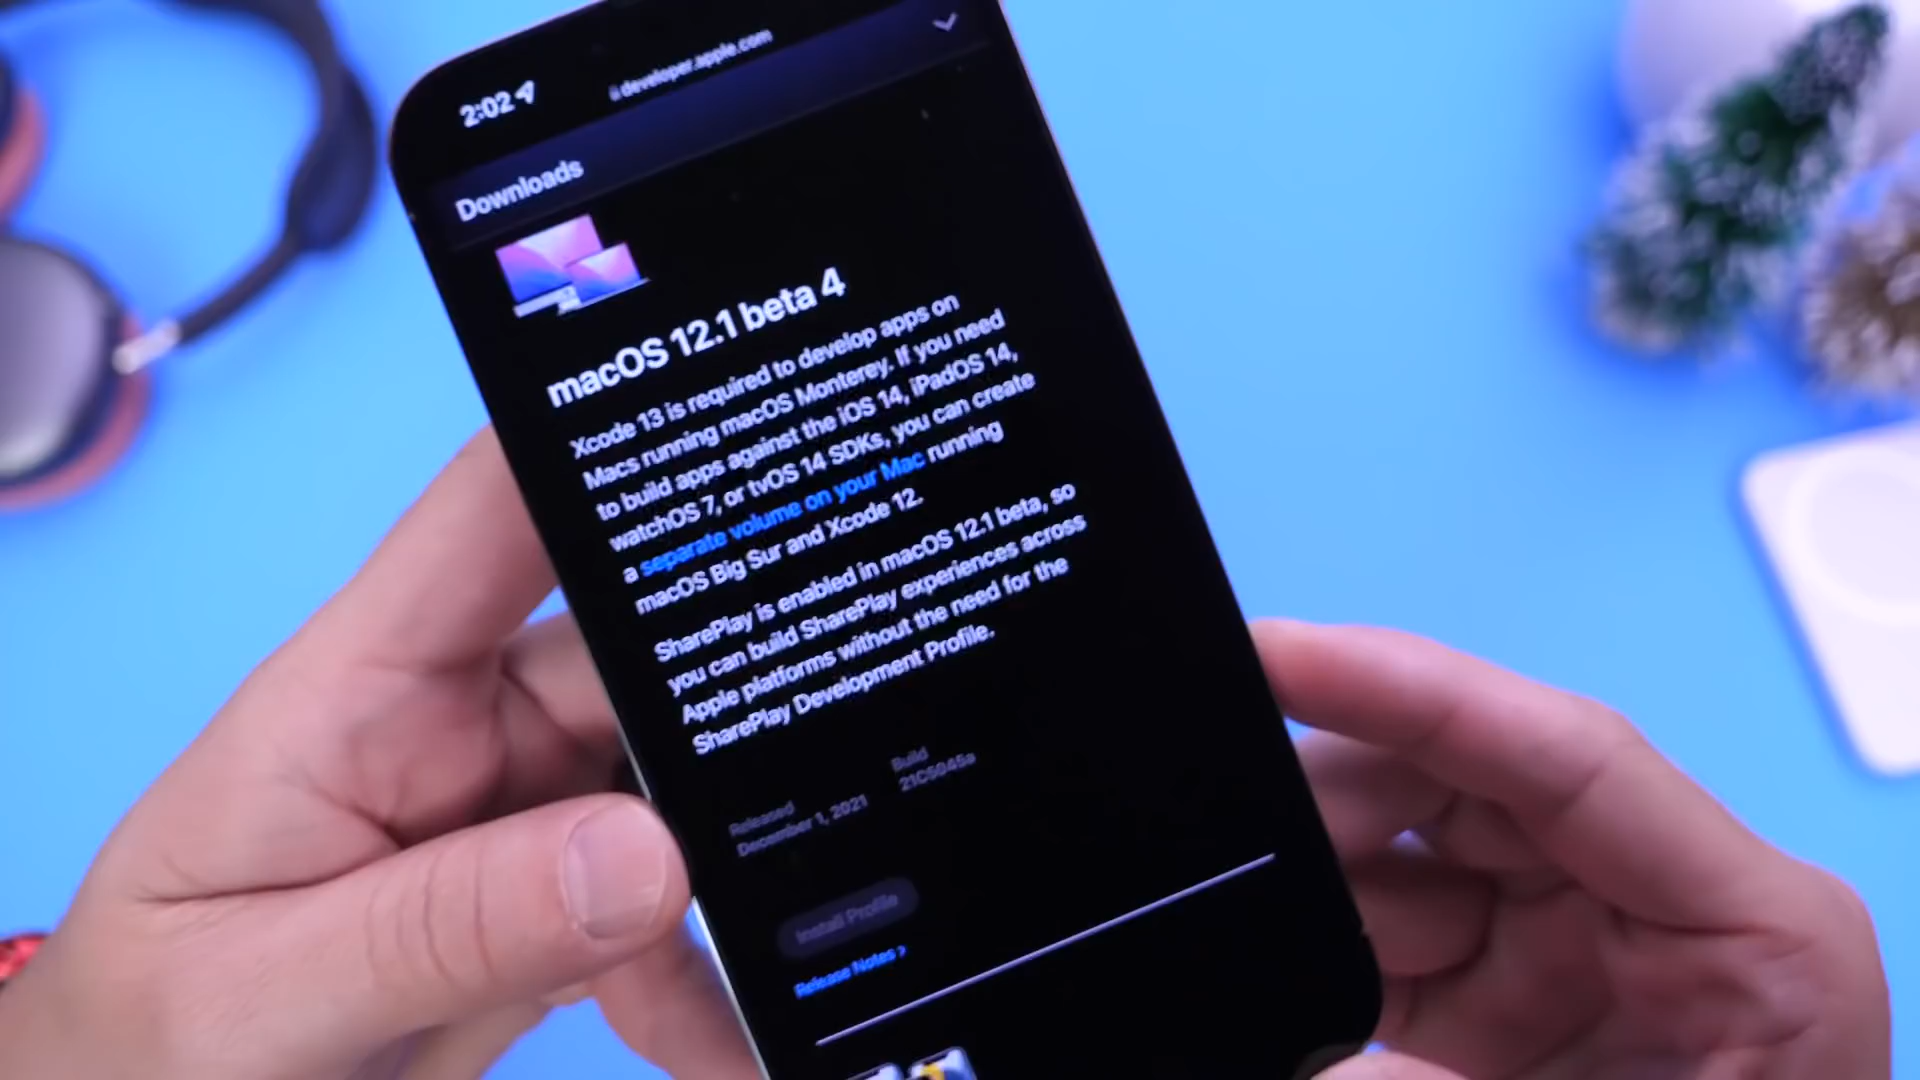 2:02
developer.apple.com
Downloads
macOS 12.1 beta 4
Xcode 13 is required to develop apps on
Macs running macOS Monterey. If you need
to build apps against the iOS 14, iPadOS 14,
watchOS 7, or tvOS 14 SDKs, you can create
a separate volume on your Mac running
macOS Big Sur and Xcode 12.
SharePlay is enabled in macOS 12.1 beta, so
you can build SharePlay experiences across
Apple platforms without the need for the
SharePlay Development Profile.
Released
December 1, 2021
Build
21C5045a
Install Profile
Release Notes >